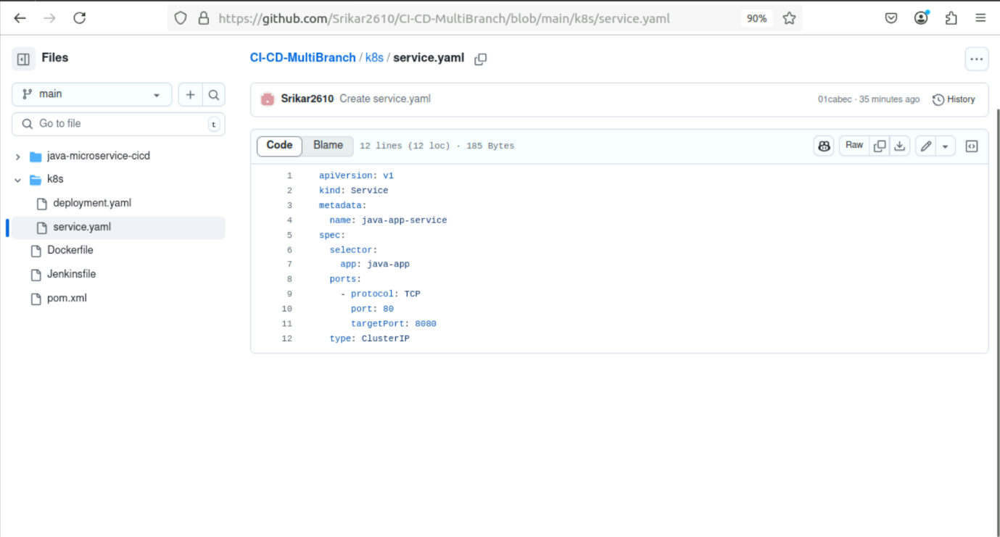 https://github.com/Srikar2610/CI-CD-MultiBranch/blob/main/k8s/service.yaml
90%
Files
main
Go to file
t
java-microservice-cicd
k8s
deployment.yaml
service.yaml
Dockerfile
Jenkinsfile
pom.xml
CI-CD-MultiBranch / k8s / service.yaml
Srikar2610 Create service.yaml
01cabec · 35 minutes ago
History
Code
Blame
12 lines (12 loc) · 185 Bytes
Raw
1 apiVersion: v1
2 kind: Service
3 metadata:
4 name: java-app-service
5 spec:
6 selector:
7 app: java-app
8 ports:
9 - protocol: TCP
10 port: 80
11 targetPort: 8080
12 type: ClusterIP